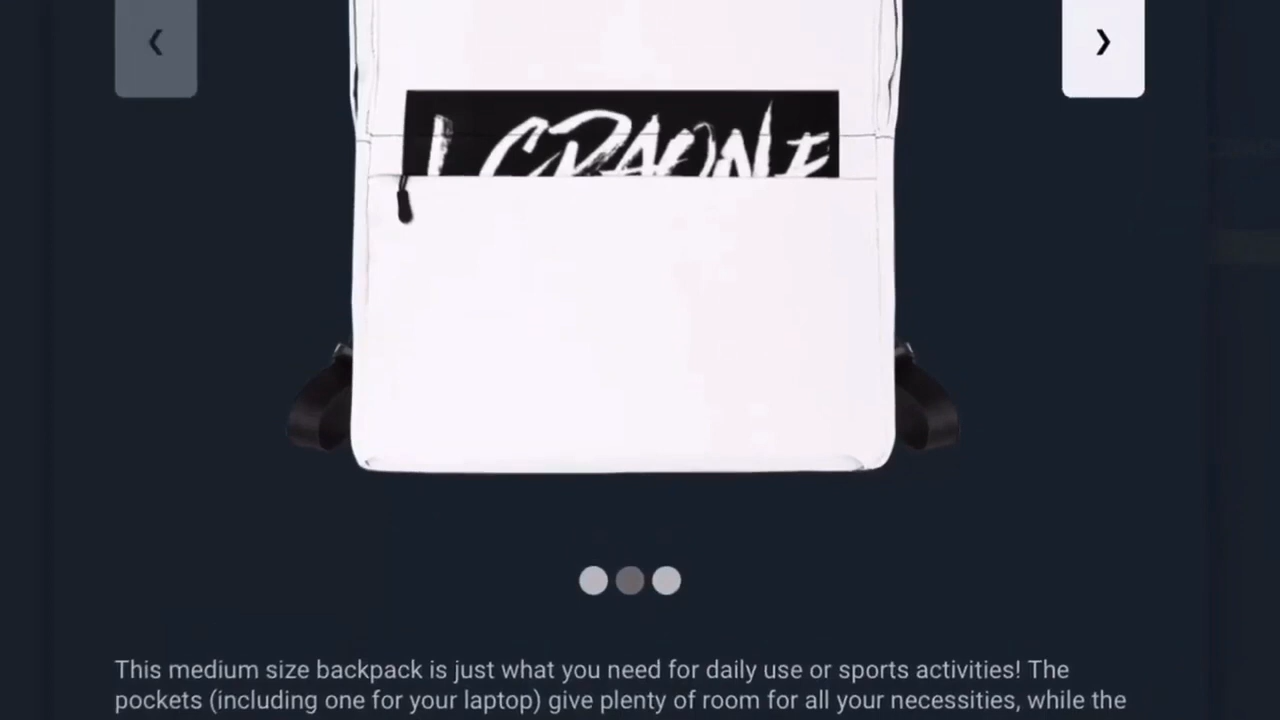 This medium size backpack is just what you need for daily use or sports activities! The
pockets (including one for your laptop) give plenty of room for all your necessities, while the